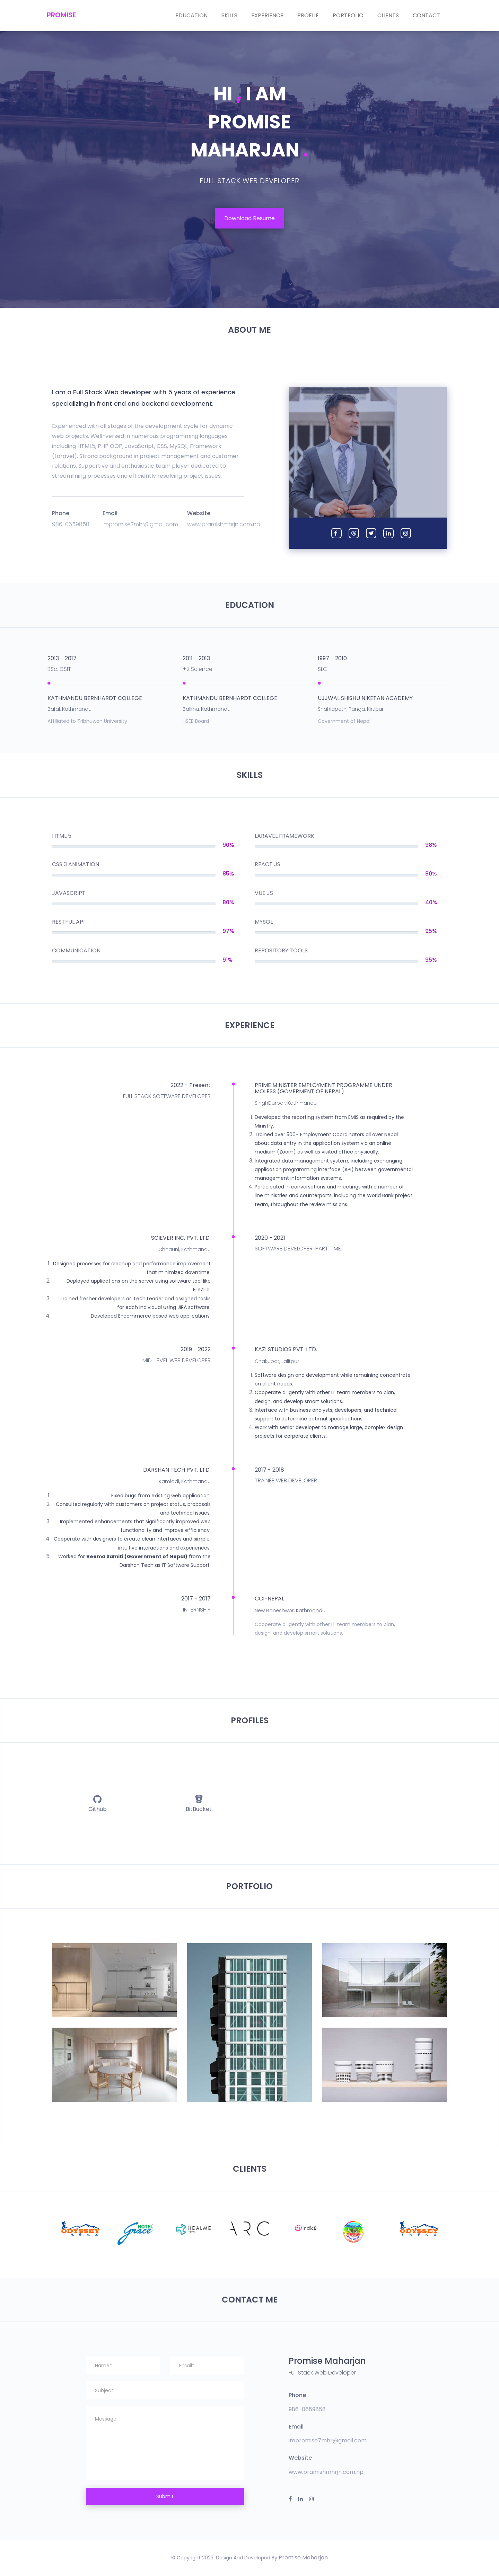 PROMISE
EDUCATION SKILLS EXPERIENCE PROFILE PORTFOLIO CLIENTS CONTACT
HI , I AM
PROMISE
MAHARJAN .
FULL STACK WEB DEVELOPER
Download Resume
ABOUT ME
I am a Full Stack Web developer with 5 years of experience
specializing in front end and backend development.
Experienced with all stages of the development cycle for dynamic
web projects. Well-versed in numerous programming languages
including HTML5, PHP OOP, JavaScript, CSS, MySQL, Framework
(Laravel). Strong background in project management and customer
relations. Supportive and enthusiastic team player dedicated to
streamlining processes and efficiently resolving project issues.
Phone
986-0659858
Email
impromise7mhr@gmail.com
Website
www.promishmhrjn.com.np
EDUCATION
2013 - 2017
BSc. CSIT
KATHMANDU BERNHARDT COLLEGE
Bafal, Kathmandu
Affiliated to Tribhuwan University
2011 - 2013
+2 Science
KATHMANDU BERNHARDT COLLEGE
Balkhu, Kathmandu
HSEB Board
1997 - 2010
SLC
UJJWAL SHISHU NIKETAN ACADEMY
Shahidpath, Panga, Kirtipur
Government of Nepal
SKILLS
HTML 5
90%
CSS 3 ANIMATION
85%
JAVASCRIPT
80%
RESTFUL API
97%
COMMUNICATION
91%
LARAVEL FRAMEWORK
98%
REACT JS
80%
VUE JS
40%
MYSQL
95%
REPOSITORY TOOLS
95%
EXPERIENCE
2022 - Present
FULL STACK SOFTWARE DEVELOPER
PRIME MINISTER EMPLOYMENT PROGRAMME UNDER
MOLESS (GOVERMENT OF NEPAL)
SinghDurbar, Kathmandu
1. Developed the reporting system from EMIS as required by the
Ministry.
2. Trained over 500+ Employment Coordinators all over Nepal
about data entry in the application system via an online
medium (Zoom) as well as visited office physically.
3. Integrated data management system, including exchanging
application programming interface (API) between governmental
management information systems.
4. Participated in conversations and meetings with a number of
line ministries and counterparts, including the World Bank project
team, throughout the review missions.
SCIEVER INC. PVT. LTD.
Chhauni, Kathmandu
1. Designed processes for cleanup and performance improvement
that minimized downtime.
2. Deployed applications on the server using software tool like
FileZilla.
3. Trained fresher developers as Tech Leader and assigned tasks
for each individual using JIRA software.
4. Developed E-commerce based web applications.
2020 - 2021
SOFTWARE DEVELOPER-PART TIME
2019 - 2022
MID-LEVEL WEB DEVELOPER
KAZI STUDIOS PVT. LTD.
Chakupat, Lalitpur
1. Software design and development while remaining concentrate
on client needs.
2. Cooperate diligently with other IT team members to plan,
design, and develop smart solutions.
3. Interface with business analysts, developers, and technical
support to determine optimal specifications.
4. Work with senior developer to manage large, complex design
projects for corporate clients.
DARSHAN TECH PVT. LTD.
Kamladi, Kathmandu
1. Fixed bugs from existing web application.
2. Consulted regularly with customers on project status, proposals
and technical issues.
3. Implemented enhancements that significantly improved web
functionality and improve efficiency.
4. Cooperate with designers to create clean interfaces and simple,
intuitive interactions and experiences.
5. Worked for Beema Samiti (Government of Nepal) from the
Darshan Tech as IT Software Support.
2017 - 2018
TRAINEE WEB DEVELOPER
2017 - 2017
INTERNSHIP
CCI-NEPAL
New Baneshwor, Kathmandu
Cooperate diligently with other IT team members to plan,
design, and develop smart solutions.
PROFILES
Github
BitBucket
PORTFOLIO
CLIENTS
ODYSSEY
HOTEL
Grace
HEALME
ARC
ODYSSEY
CONTACT ME
Name*
Email*
Subject
Message
Submit
Promise Maharjan
Full Stack Web Developer
Phone
986-0659858
Email
impromise7mhr@gmail.com
Website
www.promishmhrjn.com.np
© Copyright 2023. Design And Developed By Promise Maharjan